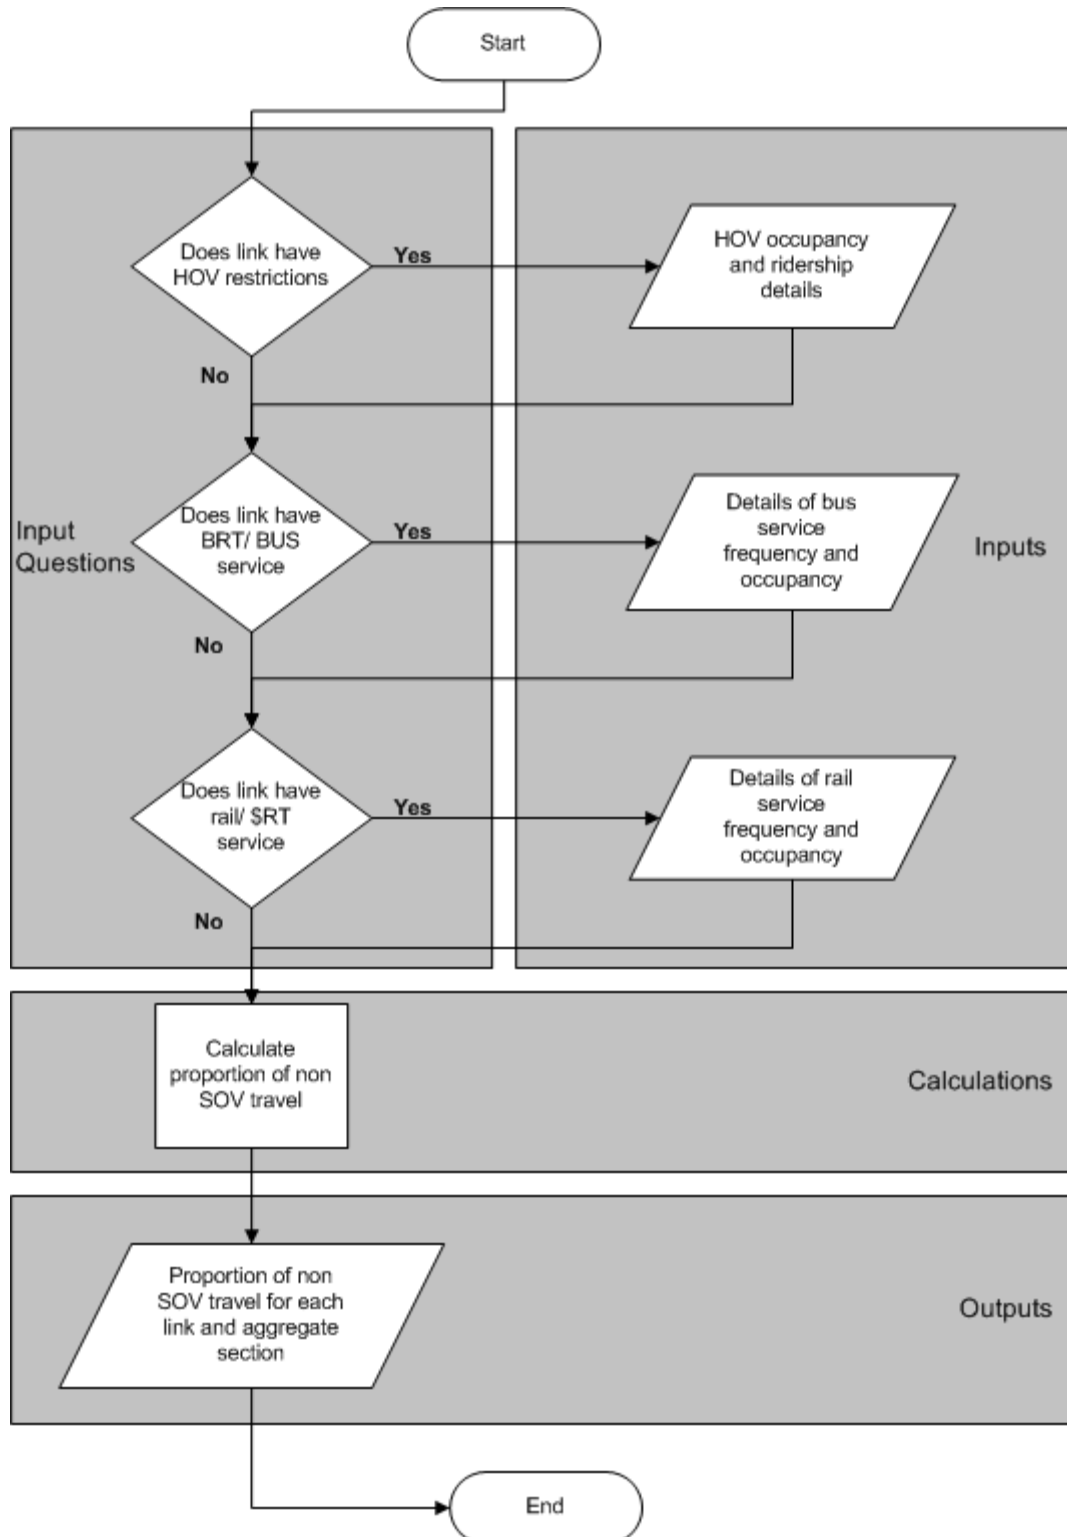 Start
Does link have
HOV restrictions
Yes
HOV occupancy
and ridership
details
No
Input
Questions
Does link have
BRT/ BUS
service
Yes
Details of bus
service
frequency and
occupancy
Inputs
No
Does link have
rail/ SRT
service
Yes
Details of rail
service
frequency and
occupancy
No
Calculate
proportion of non
SOV travel
Calculations
Proportion of non
SOV travel for each
link and aggregate
section
Outputs
End